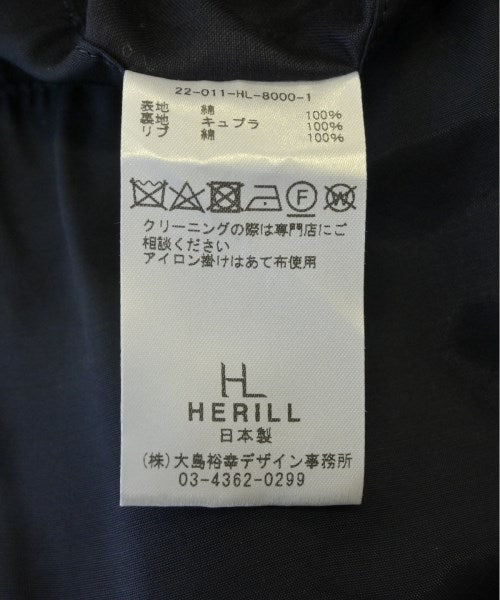 22-011-HL-8000-1
表地 綿 100%
裏地 キュプラ 100%
リブ 綿 100%
F W
クリーニングの際は専門店にご
相談ください
アイロン掛けはあて布使用
HL
HERILL
日本製
(株)大島裕幸デザイン事務所
03-4362-0299